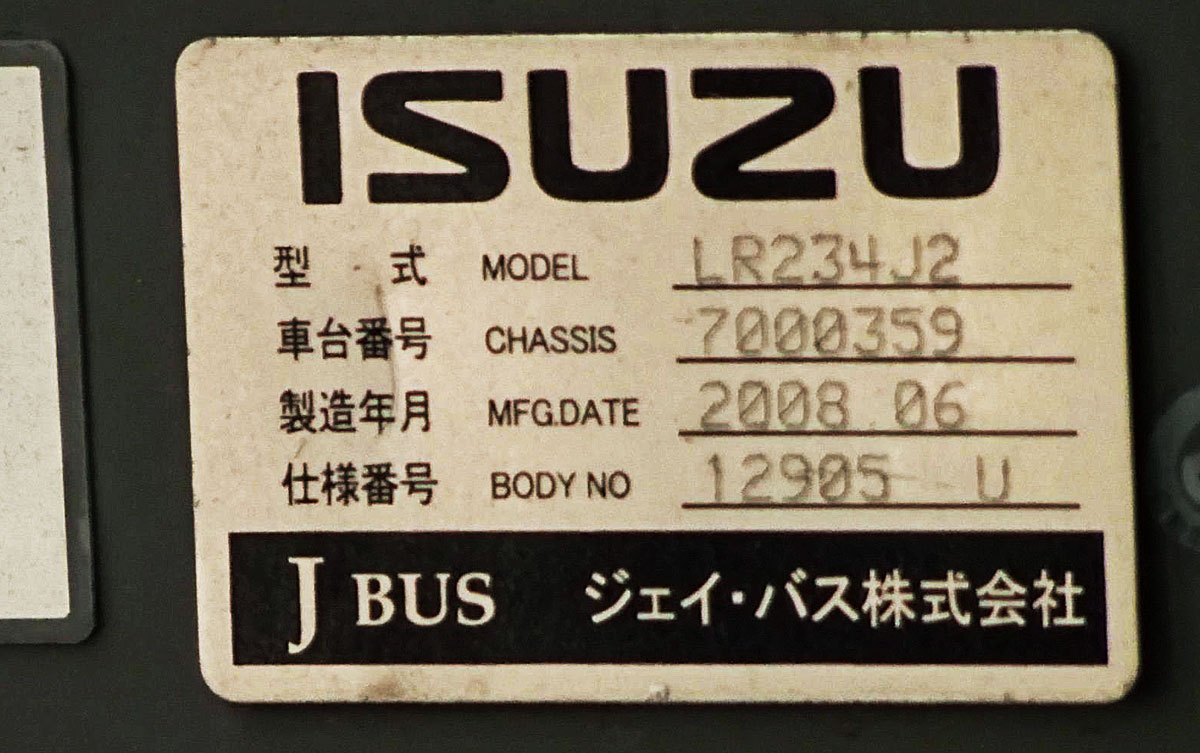 ISUZU
型 式 MODEL LR234J2
車台番号 CHASSIS 7000359
製造年月 MFG.DATE 2008.06
仕様番号 BODY NO 12905 U
J BUS ジェイ・バス株式会社